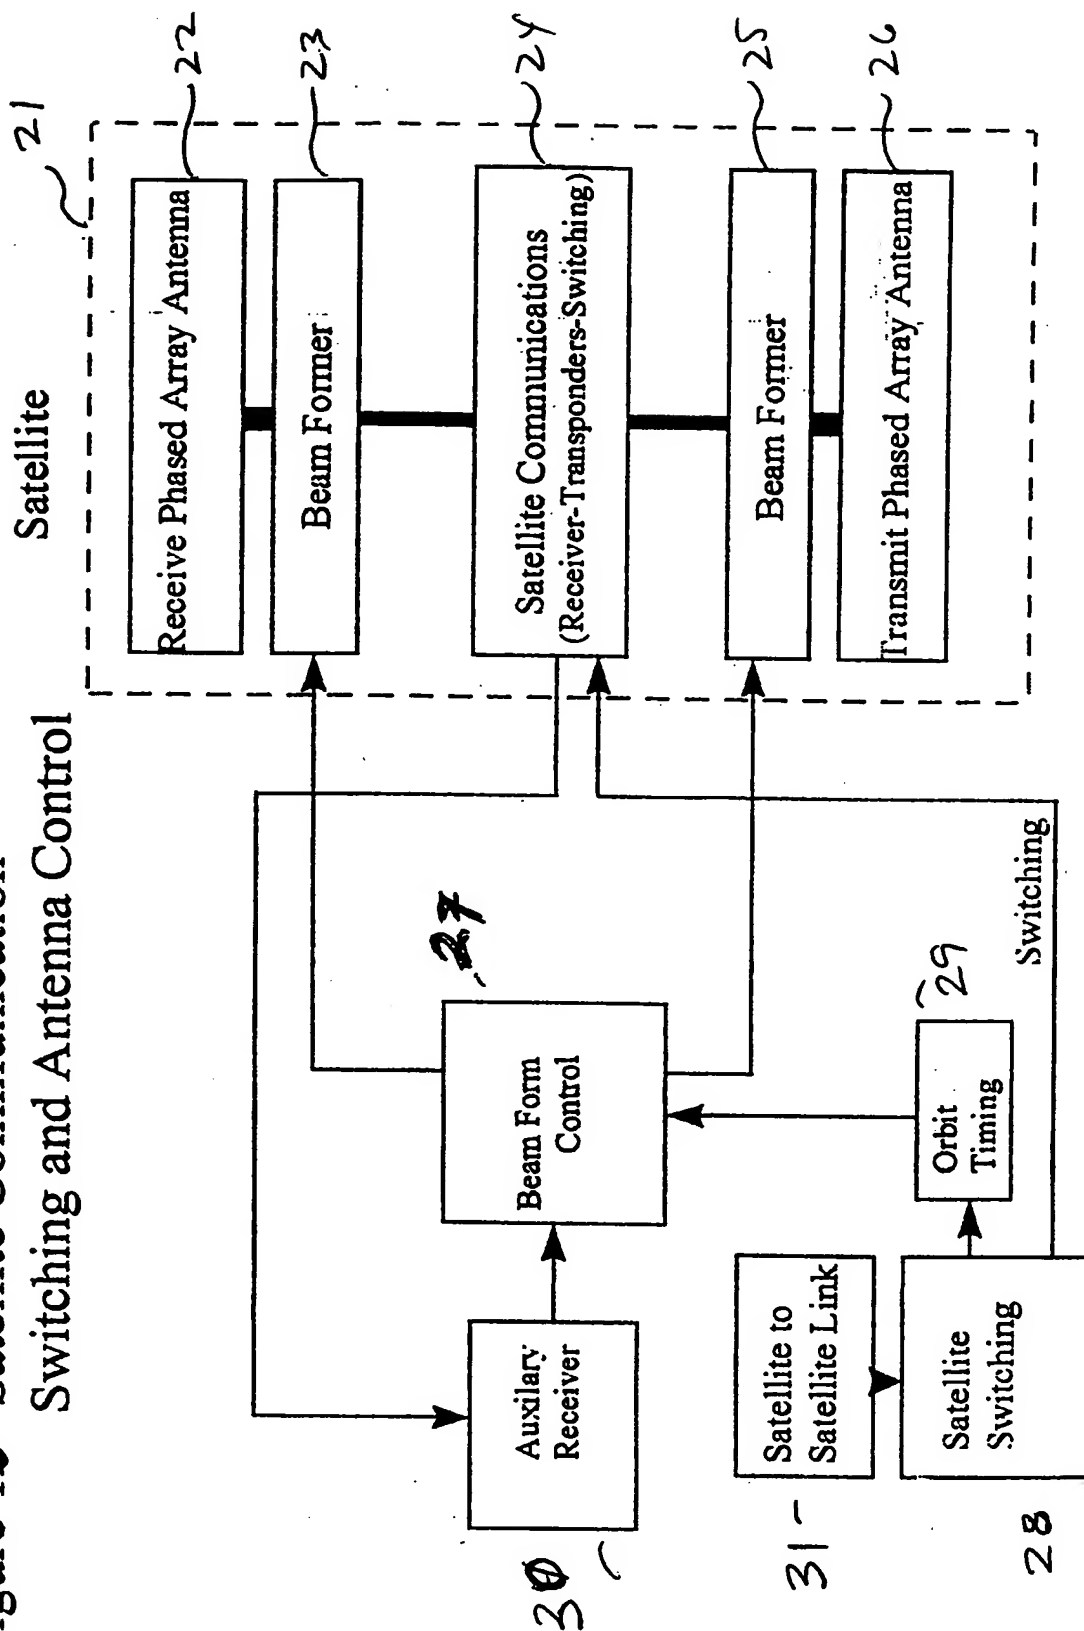 Satellite Communication
Switching and Antenna Control
Satellite
21
Receive Phased Array Antenna
22
Beam Former
23
Satellite Communications
(Receiver-Transponders-Switching)
24
Beam Former
25
Transmit Phased Array Antenna
26
Beam Form
Control
27
Auxilary
Receiver
30
Orbit
Timing
29
Switching
Satellite to
Satellite Link
31
Satellite
Switching
28